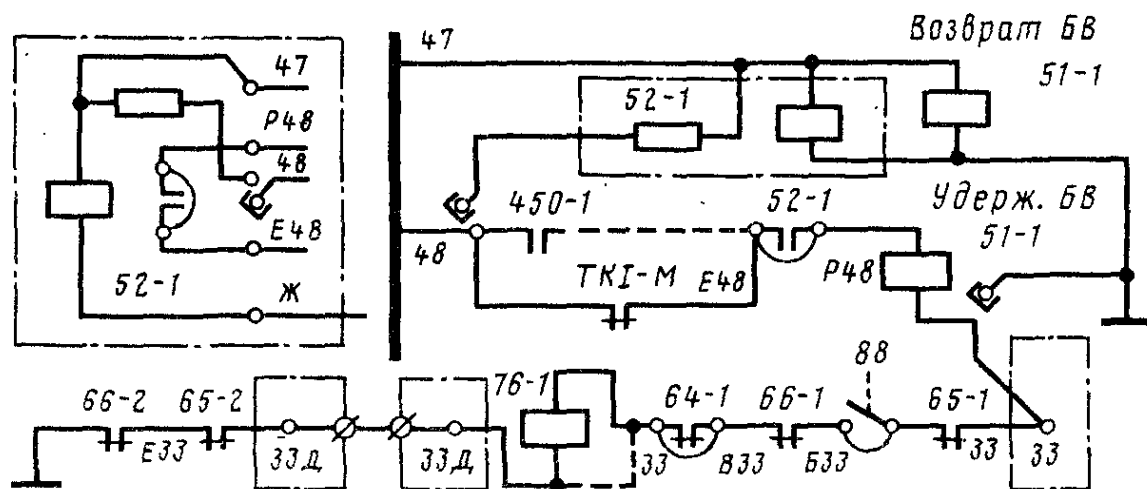 47
Р48
48
Е48
52-1
Ж
47
Возврат БВ
51-1
52-1
48
450-1
52-1
Удерж. БВ
51-1
ТКI-М
Е48
Р48
88
66-2
65-2
76-1
64-1
66-1
65-1
Е33
33Д
33Д
33
В33
Б33
33
33